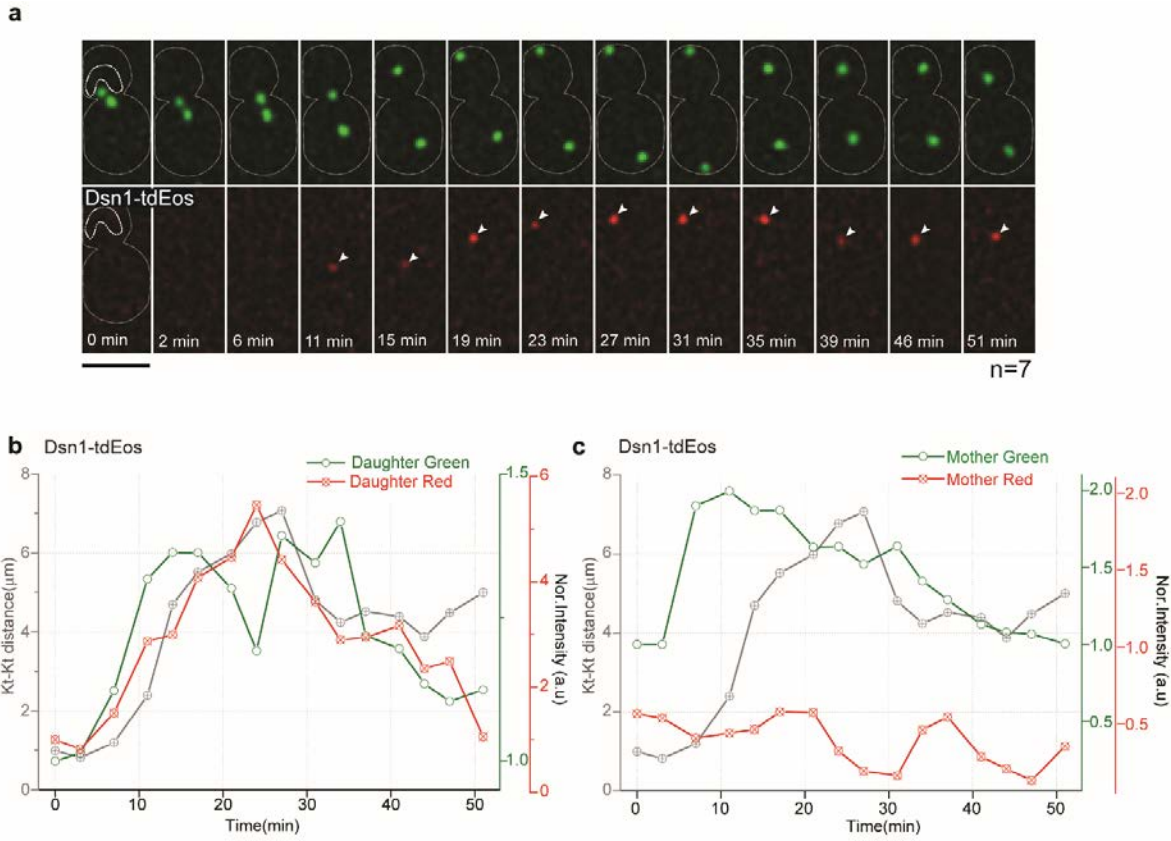 a
Dsn1-tdEos
0 min 2 min 6 min 11 min 15 min 19 min 23 min 27 min 31 min 35 min 39 min 46 min 51 min
n=7
b Dsn1-tdEos
Daughter Green
Daughter Red
8
6
4
2
0
Kt-Kt distance(μm)
1.5
1.0
6
4
2
0
Nor.Intensity (a.u)
0 10 20 30 40 50
Time(min)
c Dsn1-tdEos
Mother Green
Mother Red
8
6
4
2
0
Kt-Kt distance(μm)
2.0
1.5
1.0
0.5
2.0
1.5
1.0
0.5
Nor.Intensity (a.u)
0 10 20 30 40 50
Time(min)